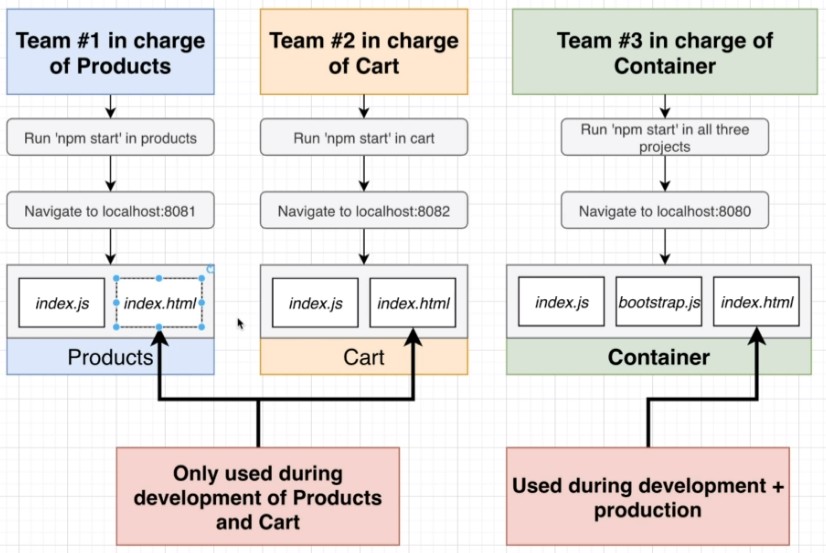 Team #1 in charge
of Products
Team #2 in charge
of Cart
Team #3 in charge of
Container
Run 'npm start' in products
Run 'npm start' in cart
Run 'npm start' in all three
projects
Navigate to localhost:8081
Navigate to localhost:8082
Navigate to localhost:8080
index.js
index.html
index.js
index.html
index.js
bootstrap.js
index.html
Products
Cart
Container
Only used during
development of Products
and Cart
Used during development +
production